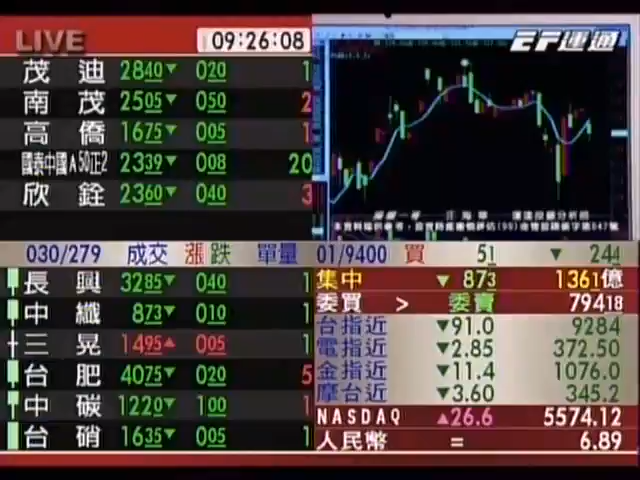 LIVE 09:26:08
茂迪 2840▼ 020 1
南茂 2505▼ 050 2
高僑 1675▼ 005 1
國泰中國A50正2 2339▼ 008 20
欣銓 2360▼ 040 3
EF運通
030/279 成交 漲跌 單量
長興 3285▼ 040 1
中纖 873▼ 010 1
三晃 1495▲ 005 1
台肥 4075▼ 020 5
中碳 1220▼ 100 1
台硝 1635▼ 005 1
01/9400 買 51 ▼ 244
集中 ▼ 873 1361億
委買 > 委賣 79418
台指近 ▼91.0 9284
電指近 ▼2.85 372.50
金指近 ▼11.4 1076.0
摩台近 ▼3.60 345.2
NASDAQ ▲26.6 5574.12
人民幣 = 6.89